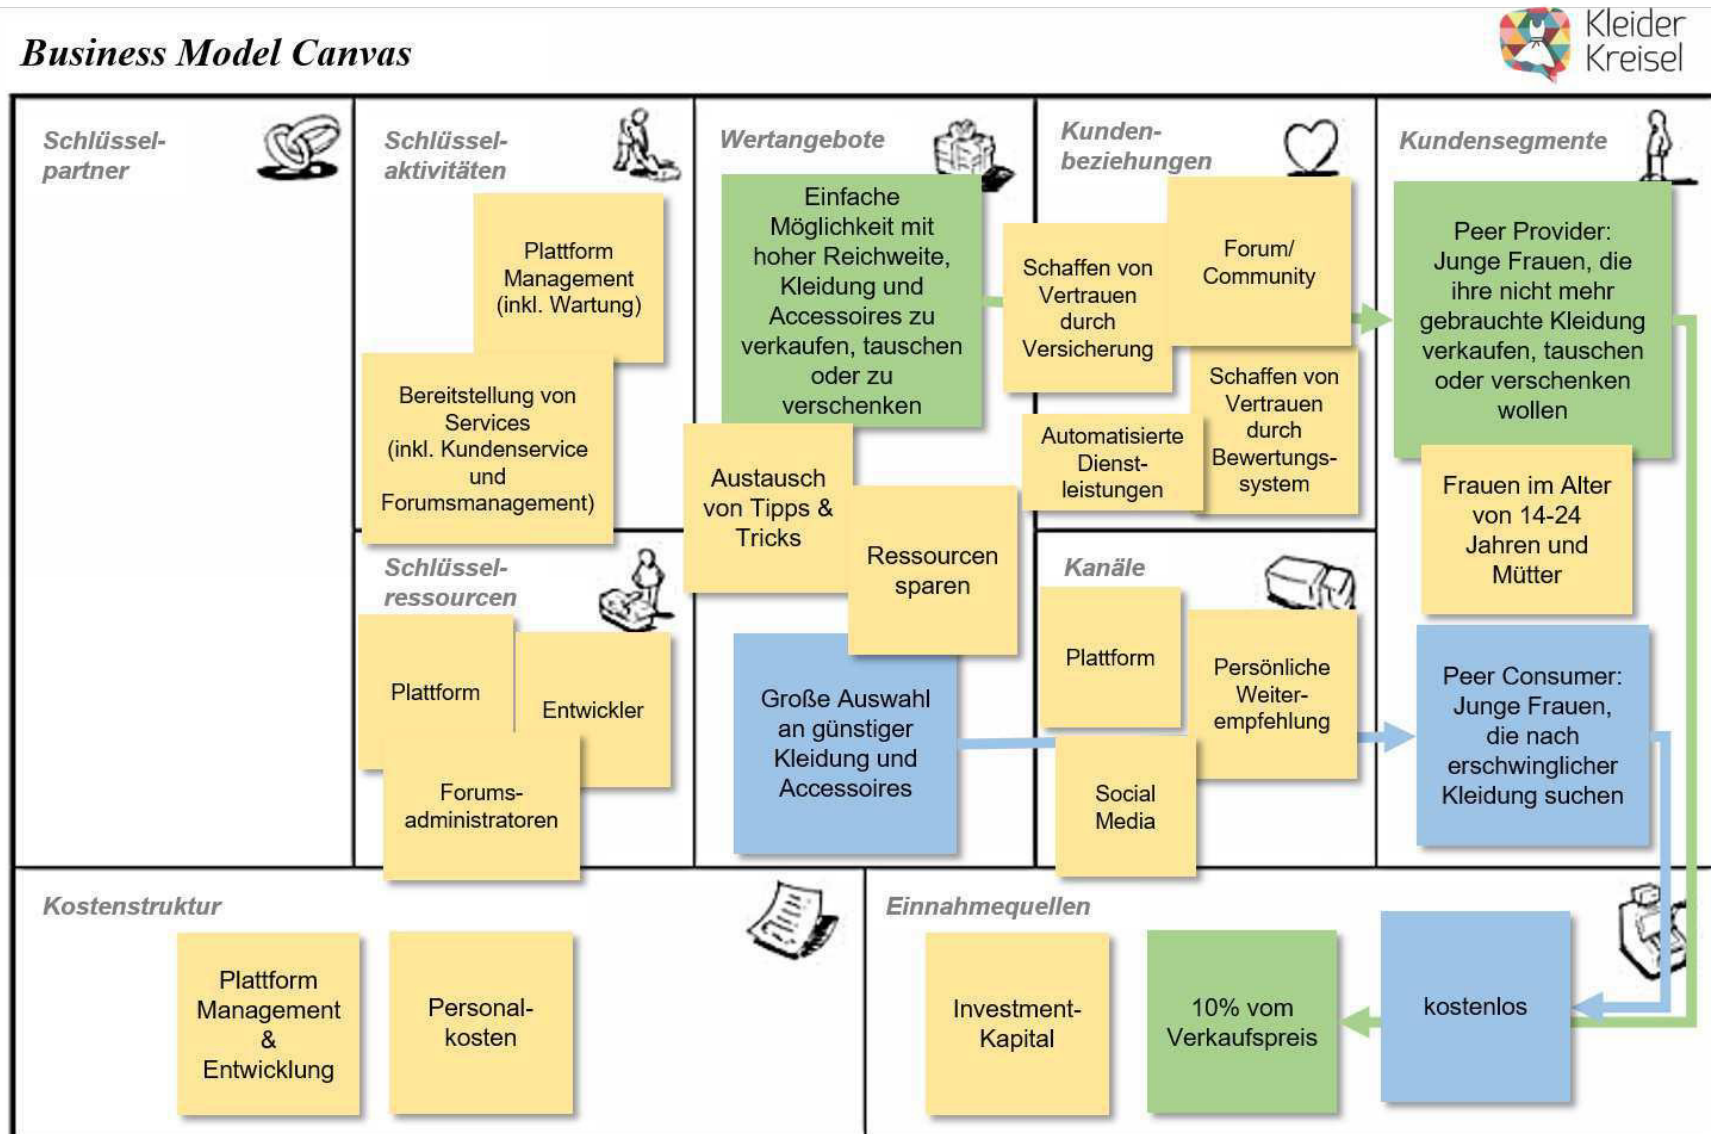 Business Model Canvas
Kleider
Kreisel
Schlüssel-
partner
Schlüssel-
aktivitäten
Plattform
Management
(inkl. Wartung)
Bereitstellung von
Services
(inkl. Kundenservice
und
Forumsmanagement)
Schlüssel-
ressourcen
Plattform
Entwickler
Forums-
administratoren
Wertangebote
Einfache
Möglichkeit mit
hoher Reichweite,
Kleidung und
Accessoires zu
verkaufen, tauschen
oder zu
verschenken
Austausch
von Tipps &
Tricks
Ressourcen
sparen
Große Auswahl
an günstiger
Kleidung und
Accessoires
Kunden-
beziehungen
Schaffen von
Vertrauen
durch
Versicherung
Forum/
Community
Automatisierte
Dienst-
leistungen
Schaffen von
Vertrauen
durch
Bewertungs-
system
Kanäle
Plattform
Persönliche
Weiter-
empfehlung
Social
Media
Kundensegmente
Peer Provider:
Junge Frauen, die
ihre nicht mehr
gebrauchte Kleidung
verkaufen, tauschen
oder verschenken
wollen
Frauen im Alter
von 14-24
Jahren und
Mütter
Peer Consumer:
Junge Frauen,
die nach
erschwinglicher
Kleidung suchen
Kostenstruktur
Plattform
Management
&
Entwicklung
Personal-
kosten
Einnahmequellen
Investment-
Kapital
10% vom
Verkaufspreis
kostenlos